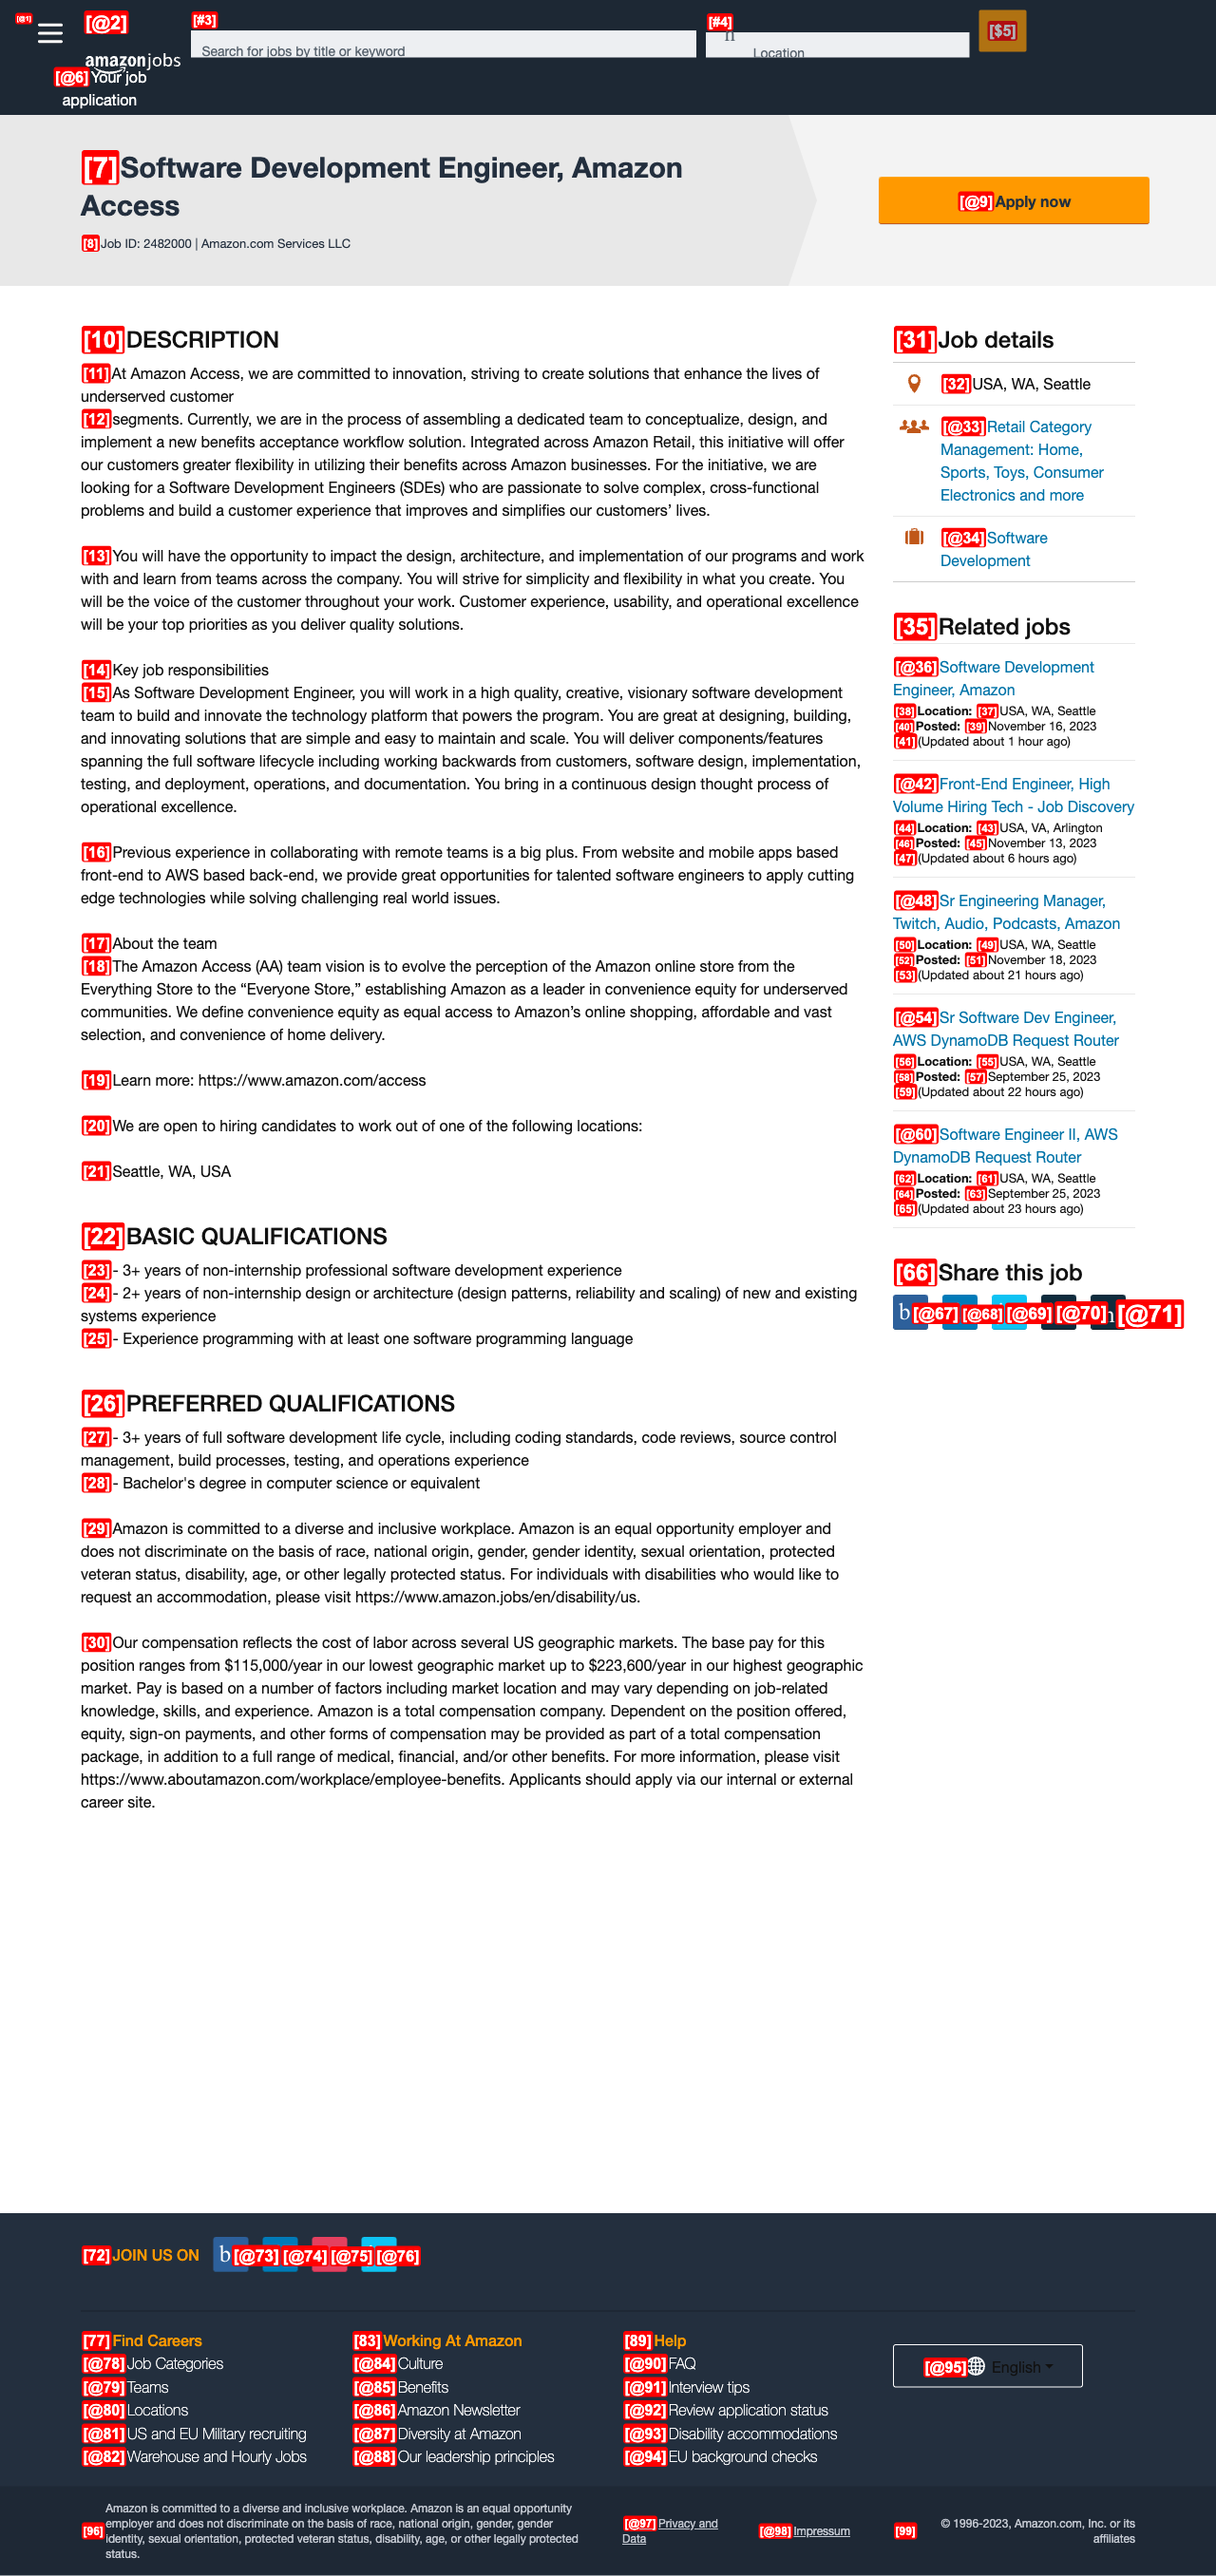 [@1]
[@2]
[#3]
[#4]
[$5]
Search for jobs by title or keyword
Location
amazonjobs
[@6]Your job
application
[7]Software Development Engineer, Amazon
Access
[8]Job ID: 2482000 | Amazon.com Services LLC
[@9]Apply now
[10]DESCRIPTION
[11]At Amazon Access, we are committed to innovation, striving to create solutions that enhance the lives of
underserved customer
[12]segments. Currently, we are in the process of assembling a dedicated team to conceptualize, design, and
implement a new benefits acceptance workflow solution. Integrated across Amazon Retail, this initiative will offer
our customers greater flexibility in utilizing their benefits across Amazon businesses. For the initiative, we are
looking for a Software Development Engineers (SDEs) who are passionate to solve complex, cross-functional
problems and build a customer experience that improves and simplifies our customers’ lives.
[13]You will have the opportunity to impact the design, architecture, and implementation of our programs and work
with and learn from teams across the company. You will strive for simplicity and flexibility in what you create. You
will be the voice of the customer throughout your work. Customer experience, usability, and operational excellence
will be your top priorities as you deliver quality solutions.
[14]Key job responsibilities
[15]As Software Development Engineer, you will work in a high quality, creative, visionary software development
team to build and innovate the technology platform that powers the program. You are great at designing, building,
and innovating solutions that are simple and easy to maintain and scale. You will deliver components/features
spanning the full software lifecycle including working backwards from customers, software design, implementation,
testing, and deployment, operations, and documentation. You bring in a continuous design thought process of
operational excellence.
[16]Previous experience in collaborating with remote teams is a big plus. From website and mobile apps based
front-end to AWS based back-end, we provide great opportunities for talented software engineers to apply cutting
edge technologies while solving challenging real world issues.
[17]About the team
[18]The Amazon Access (AA) team vision is to evolve the perception of the Amazon online store from the
Everything Store to the “Everyone Store,” establishing Amazon as a leader in convenience equity for underserved
communities. We define convenience equity as equal access to Amazon’s online shopping, affordable and vast
selection, and convenience of home delivery.
[19]Learn more: https://www.amazon.com/access
[20]We are open to hiring candidates to work out of one of the following locations:
[21]Seattle, WA, USA
[22]BASIC QUALIFICATIONS
[23]- 3+ years of non-internship professional software development experience
[24]- 2+ years of non-internship design or architecture (design patterns, reliability and scaling) of new and existing
systems experience
[25]- Experience programming with at least one software programming language
[26]PREFERRED QUALIFICATIONS
[27]- 3+ years of full software development life cycle, including coding standards, code reviews, source control
management, build processes, testing, and operations experience
[28]- Bachelor's degree in computer science or equivalent
[29]Amazon is committed to a diverse and inclusive workplace. Amazon is an equal opportunity employer and
does not discriminate on the basis of race, national origin, gender, gender identity, sexual orientation, protected
veteran status, disability, age, or other legally protected status. For individuals with disabilities who would like to
request an accommodation, please visit https://www.amazon.jobs/en/disability/us.
[30]Our compensation reflects the cost of labor across several US geographic markets. The base pay for this
position ranges from $115,000/year in our lowest geographic market up to $223,600/year in our highest geographic
market. Pay is based on a number of factors including market location and may vary depending on job-related
knowledge, skills, and experience. Amazon is a total compensation company. Dependent on the position offered,
equity, sign-on payments, and other forms of compensation may be provided as part of a total compensation
package, in addition to a full range of medical, financial, and/or other benefits. For more information, please visit
https://www.aboutamazon.com/workplace/employee-benefits. Applicants should apply via our internal or external
career site.
[31]Job details
[32]USA, WA, Seattle
[@33]Retail Category
Management: Home,
Sports, Toys, Consumer
Electronics and more
[@34]Software
Development
[35]Related jobs
[@36]Software Development
Engineer, Amazon
[38]Location: [37]USA, WA, Seattle
[40]Posted: [39]November 16, 2023
[41](Updated about 1 hour ago)
[@42]Front-End Engineer, High
Volume Hiring Tech - Job Discovery
[44]Location: [43]USA, VA, Arlington
[46]Posted: [45]November 13, 2023
[47](Updated about 6 hours ago)
[@48]Sr Engineering Manager,
Twitch, Audio, Podcasts, Amazon
[50]Location: [49]USA, WA, Seattle
[52]Posted: [51]November 18, 2023
[53](Updated about 21 hours ago)
[@54]Sr Software Dev Engineer,
AWS DynamoDB Request Router
[56]Location: [55]USA, WA, Seattle
[58]Posted: [57]September 25, 2023
[59](Updated about 22 hours ago)
[@60]Software Engineer II, AWS
DynamoDB Request Router
[62]Location: [61]USA, WA, Seattle
[64]Posted: [63]September 25, 2023
[65](Updated about 23 hours ago)
[66]Share this job
b [@67] [@68] [@69] [@70] [@71]
[72]JOIN US ON b [@73] [@74] [@75] [@76]
[77]Find Careers
[@78]Job Categories
[@79]Teams
[@80]Locations
[@81]US and EU Military recruiting
[@82]Warehouse and Hourly Jobs
[83]Working At Amazon
[@84]Culture
[@85]Benefits
[@86]Amazon Newsletter
[@87]Diversity at Amazon
[@88]Our leadership principles
[89]Help
[@90]FAQ
[@91]Interview tips
[@92]Review application status
[@93]Disability accommodations
[@94]EU background checks
[@95] English
[96]Amazon is committed to a diverse and inclusive workplace. Amazon is an equal opportunity
employer and does not discriminate on the basis of race, national origin, gender, gender
identity, sexual orientation, protected veteran status, disability, age, or other legally protected
status.
[@97]Privacy and
Data
[@98]Impressum
[99] © 1996-2023, Amazon.com, Inc. or its
affiliates